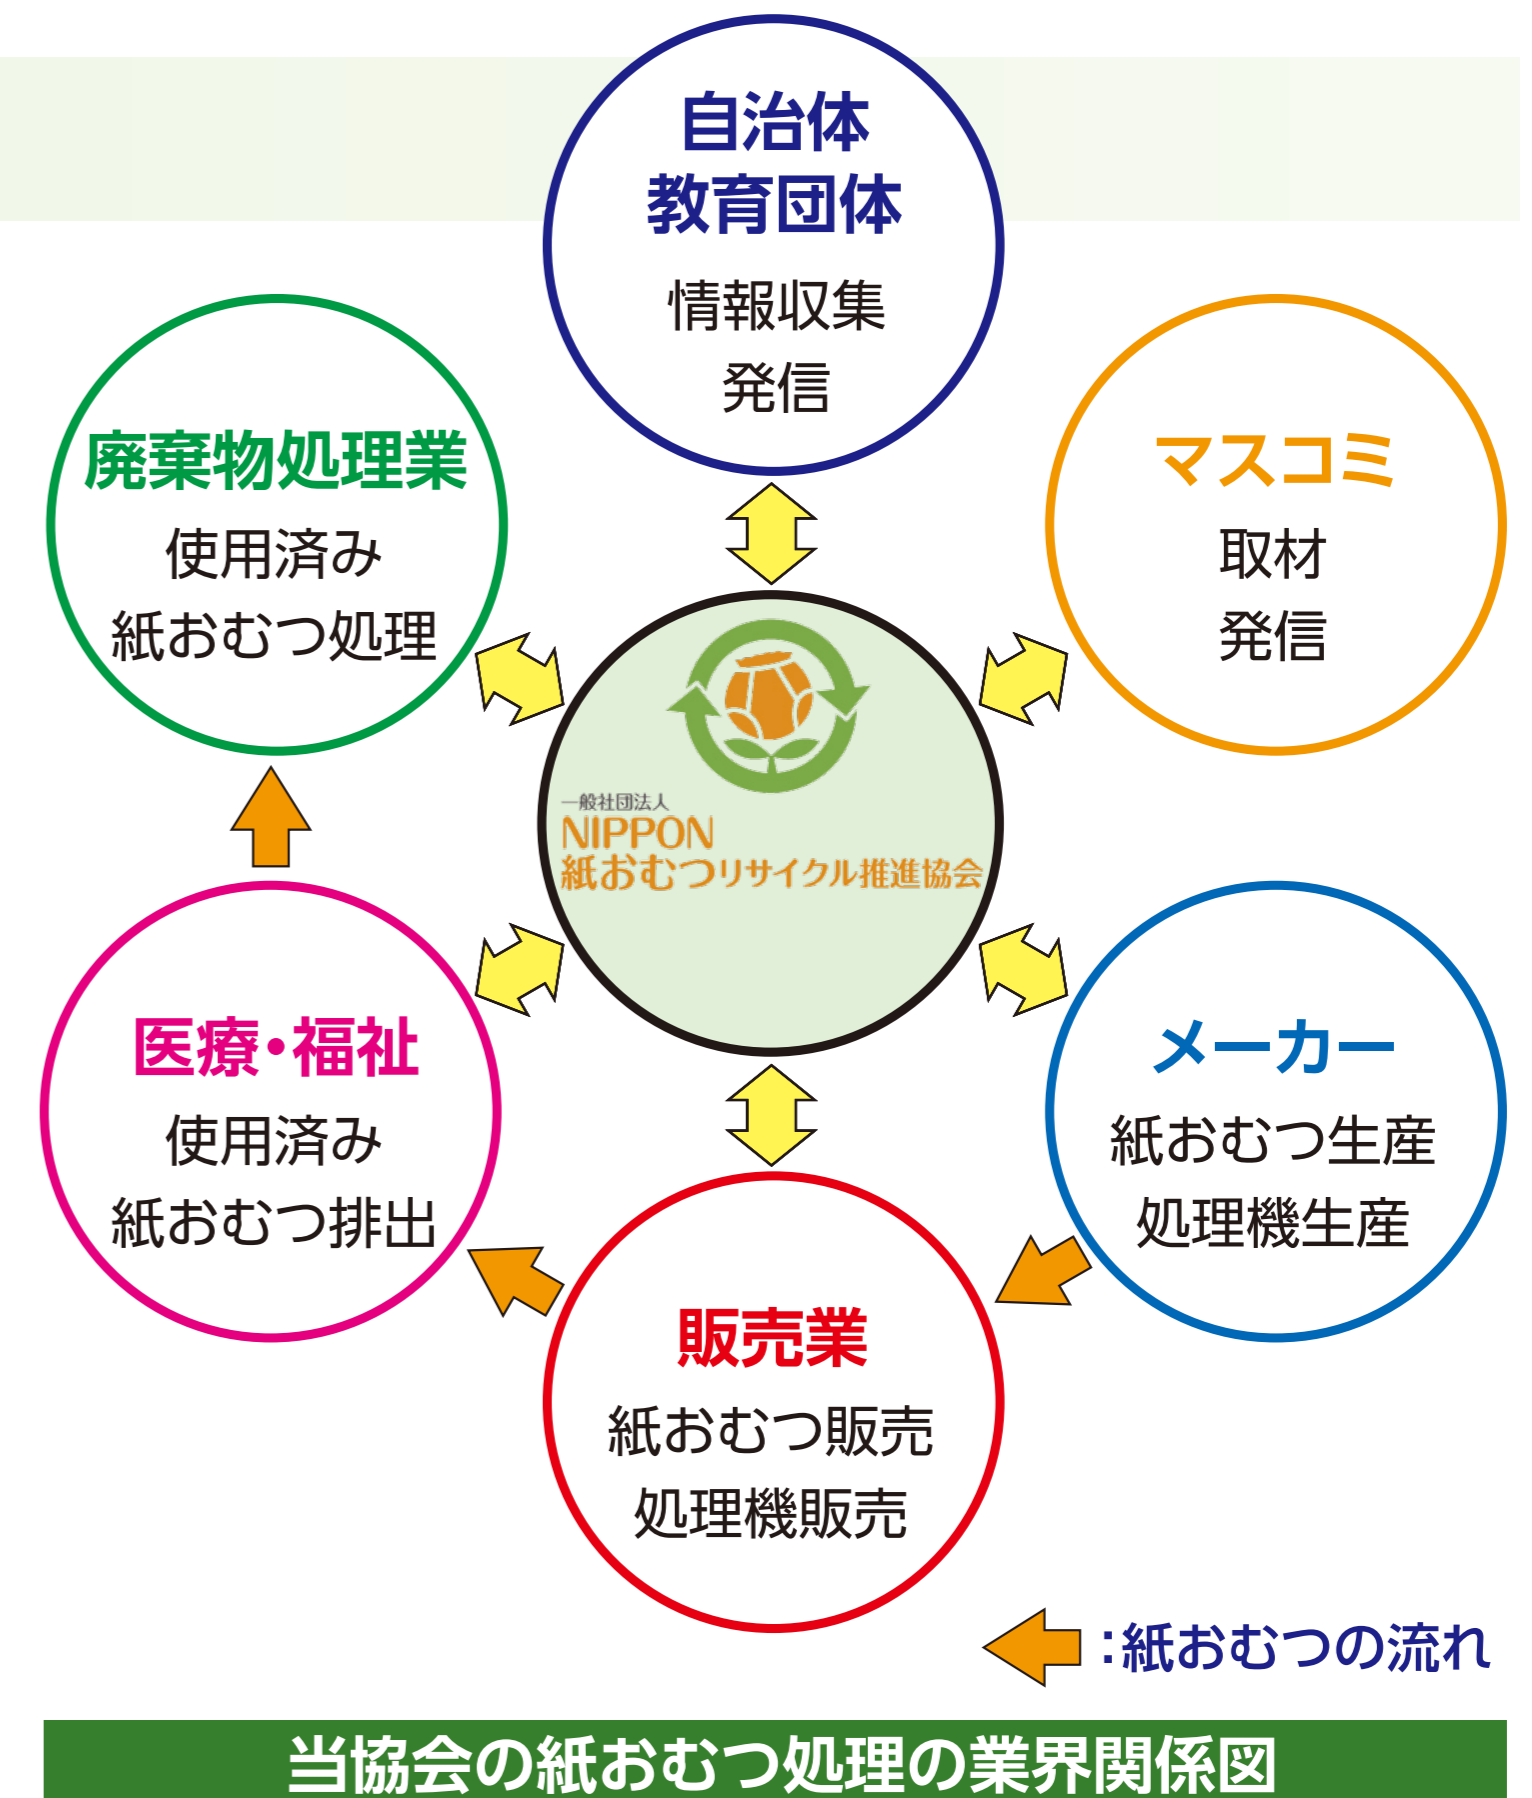 自治体
教育団体
情報収集
発信
廃棄物処理業
使用済み
紙おむつ処理
マスコミ
取材
発信
一般社団法人
NIPPON
紙おむつリサイクル推進協会
医療・福祉
使用済み
紙おむつ排出
メーカー
紙おむつ生産
処理機生産
販売業
紙おむつ販売
処理機販売
：紙おむつの流れ
当協会の紙おむつ処理の業界関係図